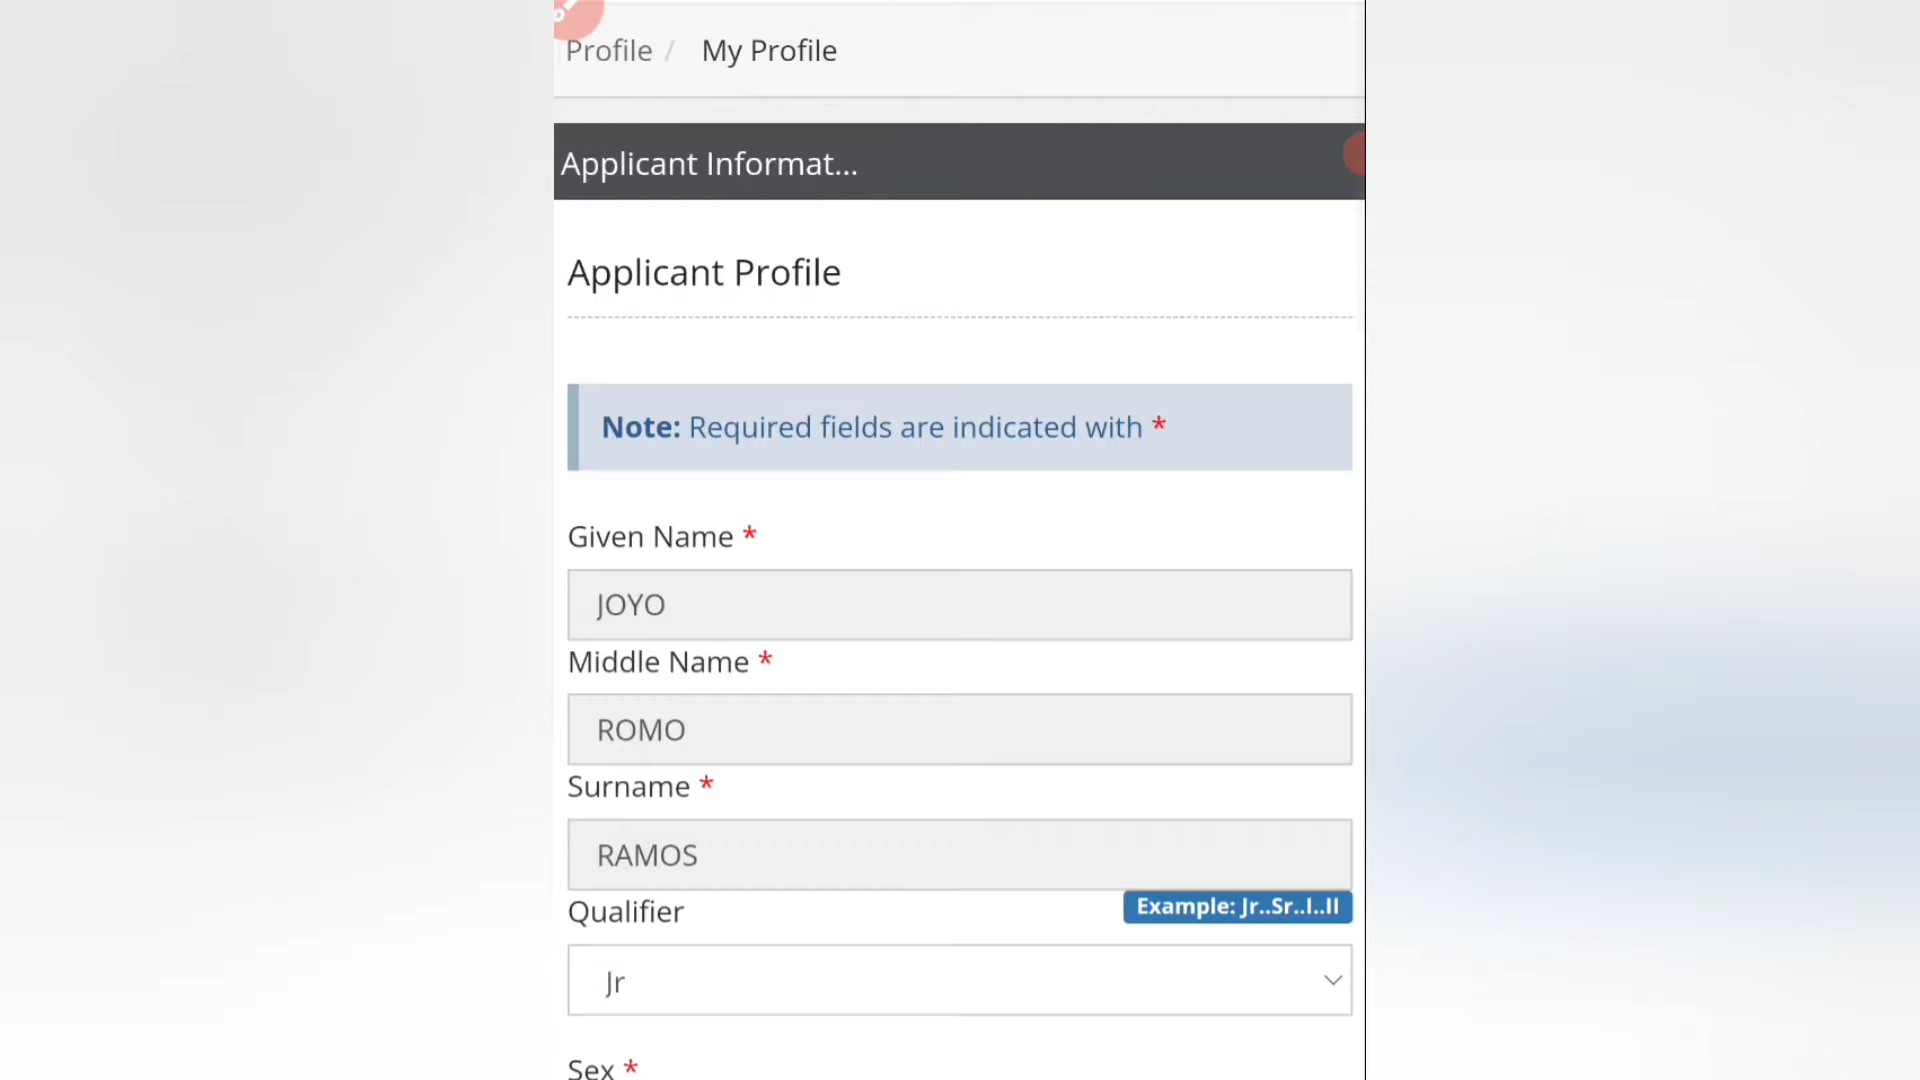 Profile / My Profile
Applicant Informat...
Applicant Profile
Note: Required fields are indicated with *
Given Name *
JOYO
Middle Name *
ROMO
Surname *
RAMOS
Qualifier
Example: Jr..Sr..I..II
Jr
Sex *